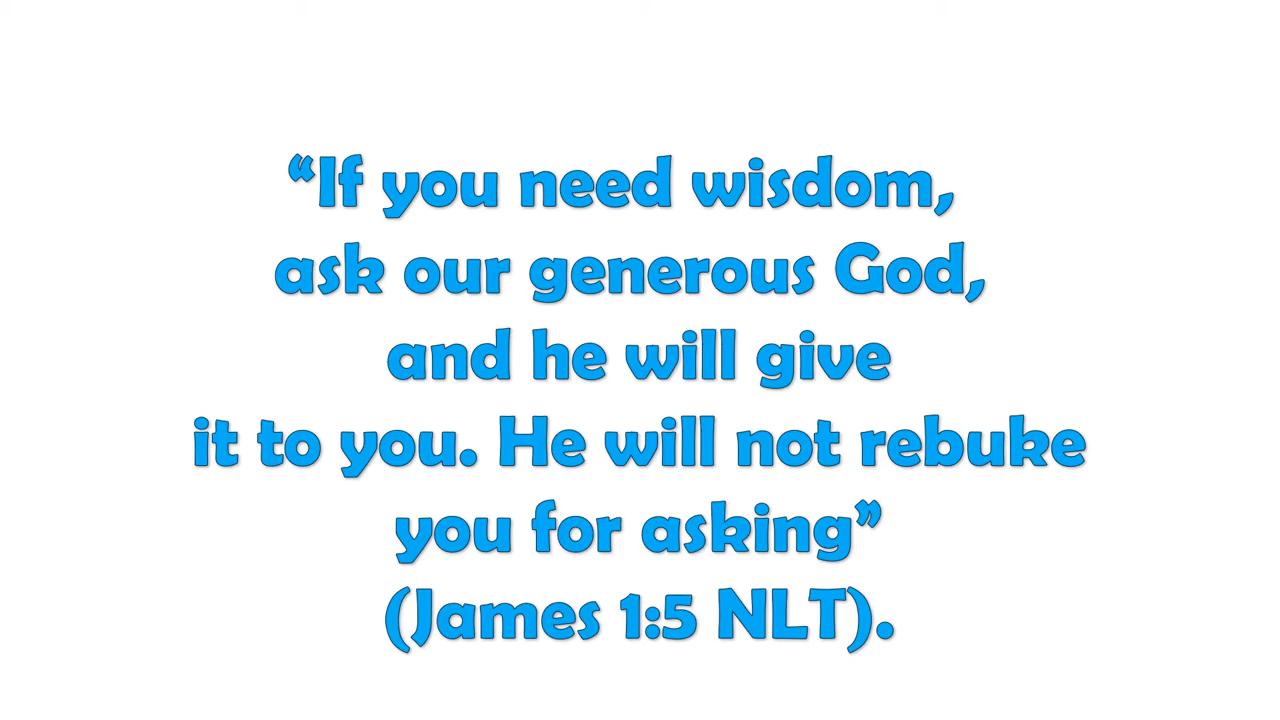 “If you need wisdom,
ask our generous God,
and he will give
it to you. He will not rebuke
you for asking”
(James 1:5 NLT).